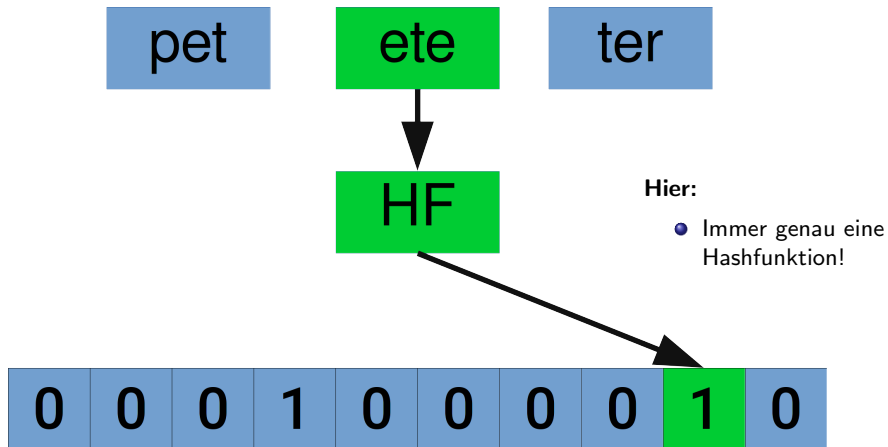 pet ete ter
HF
Hier:
Immer genau eine
Hashfunktion!
0 0 0 1 0 0 0 0 1 0